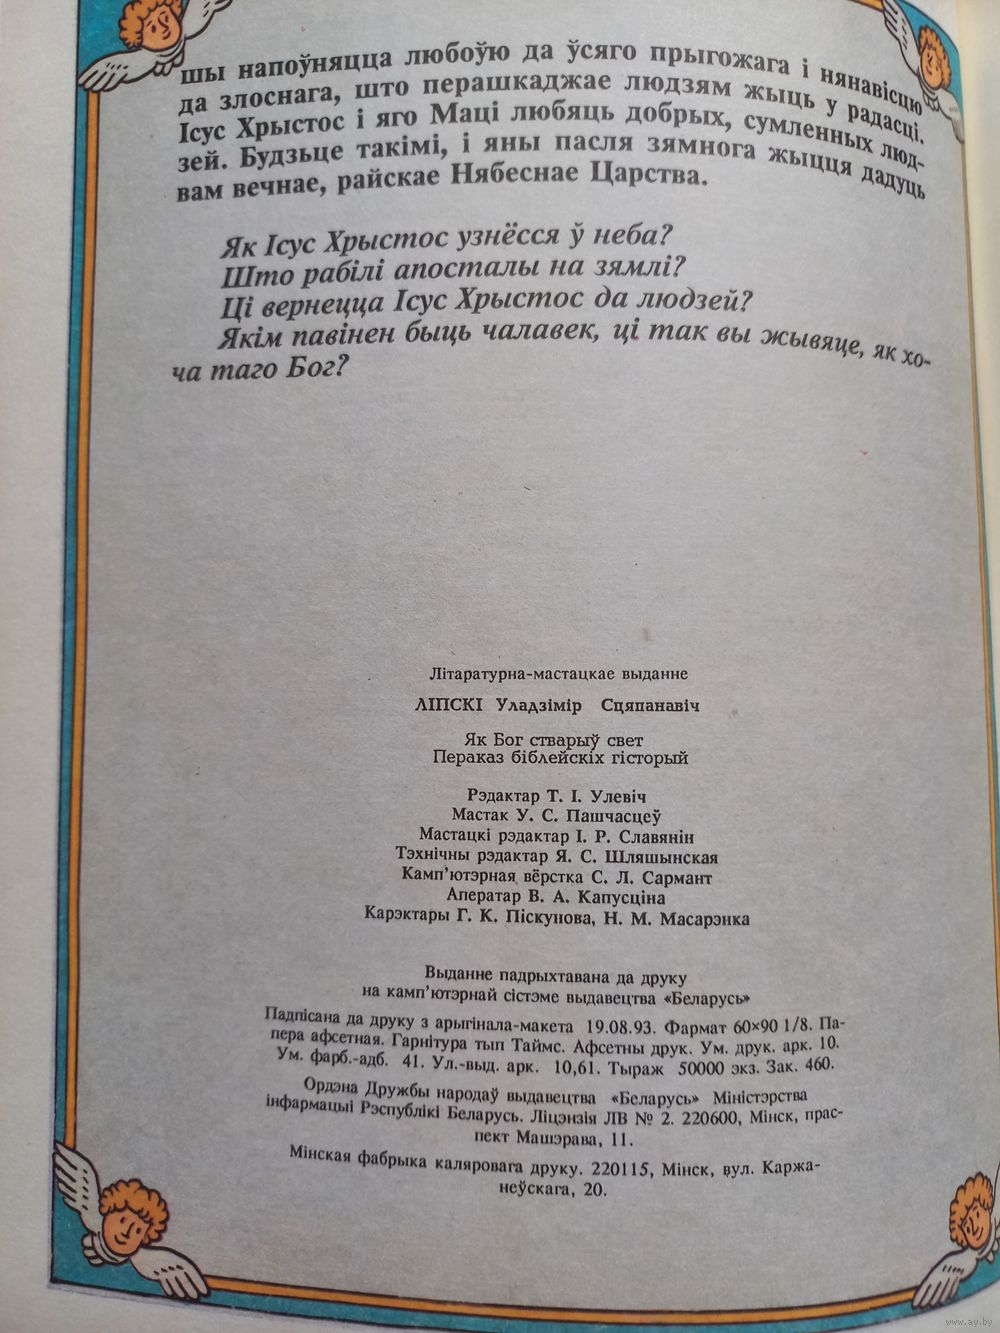 шы напоўняцца любоўю да ўсяго прыгожага і нянавісцю
да злоснага, што перашкаджае людзям жыць у радасці.
Ісус Хрыстос і яго Маці любяць добрых, сумленных люд-
зей. Будзьце такімі, і яны пасля зямнога жыцця дадуць
вам вечнае, райскае Нябеснае Царства.
Як Ісус Хрыстос узнёсся ў неба?
Што рабілі апосталы на зямлі?
Ці вернецца Ісус Хрыстос да людзей?
Якім павінен быць чалавек, ці так вы жывяце, як хо-
ча таго Бог?
Літаратурна-мастацкае выданне
ЛІПСКІ Уладзімір Сцяпанавіч
Як Бог стварыў свет
Пераказ біблейскіх гісторый
Рэдактар Т. І. Улевіч
Мастак У. С. Пашчасцеў
Мастацкі рэдактар І. Р. Славянін
Тэхнічны рэдактар Я. С. Шляшынская
Камп'ютэрная вёрстка С. Л. Сармант
Аператар В. А. Капусціна
Карэктары Г. К. Піскунова, Н. М. Масарэнка
Выданне падрыхтавана да друку
на камп'ютэрнай сістэме выдавецтва «Беларусь»
Падпісана да друку з арыгінала-макета 19.08.93. Фармат 60×90 1/8. Па-
пера афсетная. Гарнітура тып Таймс. Афсетны друк. Ум. друк. арк. 10.
Ум. фарб.-адб. 41. Ул.-выд. арк. 10,61. Тыраж 50000 экз. Зак. 460.
Ордэна Дружбы народаў выдавецтва «Беларусь» Міністэрства
інфармацыі Рэспублікі Беларусь. Ліцэнзія ЛВ № 2. 220600, Мінск, прас-
пект Машэрава, 11.
Мінская фабрыка каляровага друку. 220115, Мінск, вул. Каржа-
неўскага, 20.
www.ay.by